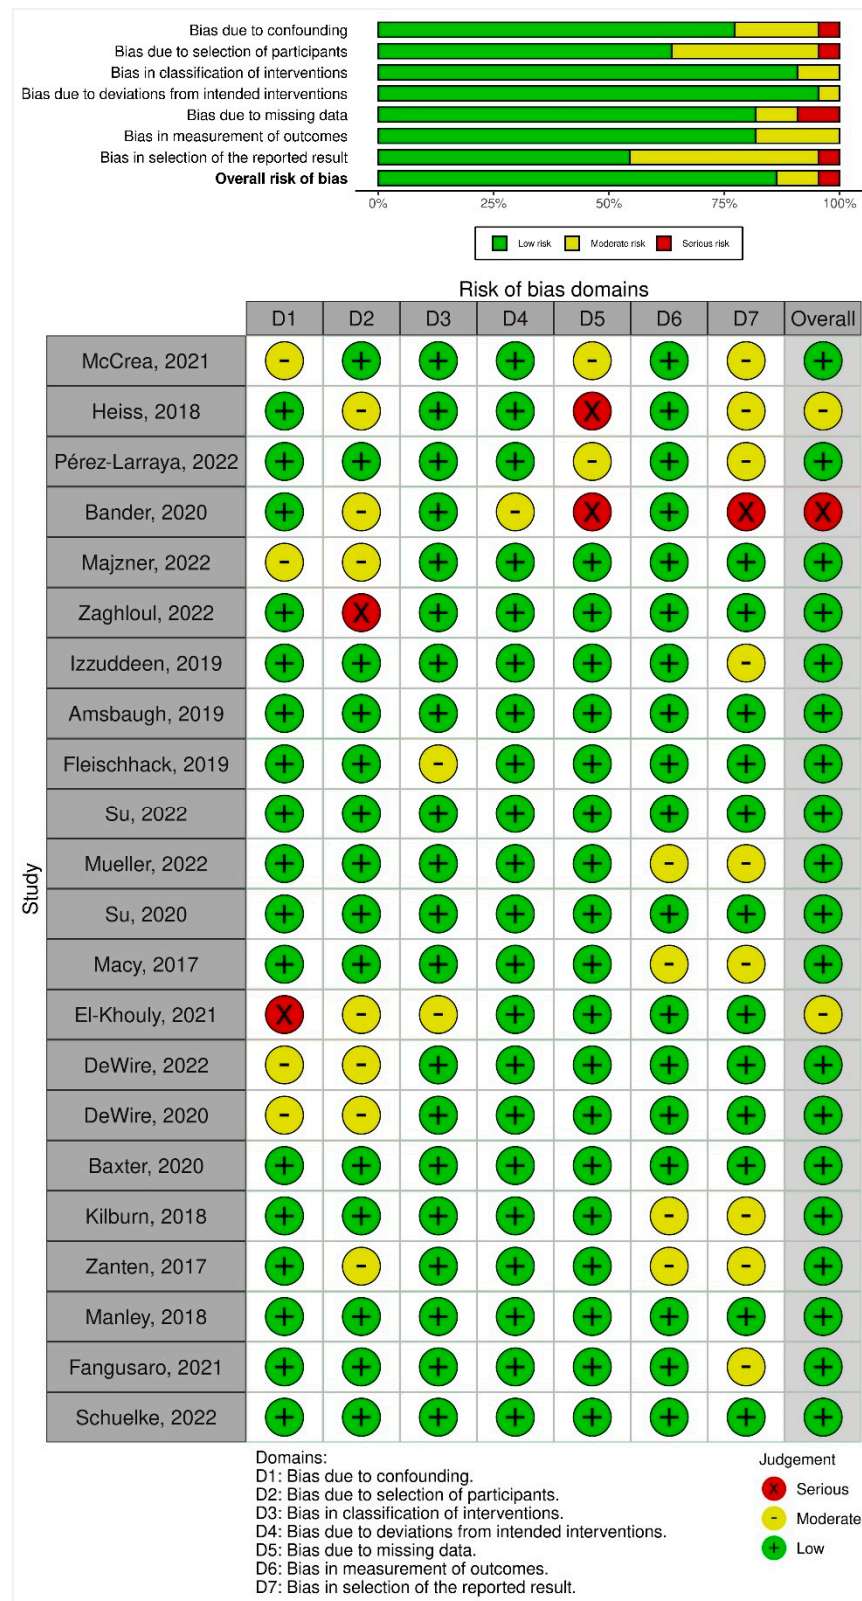 Bias due to confounding
Bias due to selection of participants
Bias in classification of interventions
Bias due to deviations from intended interventions
Bias due to missing data
Bias in measurement of outcomes
Bias in selection of the reported result
Overall risk of bias
0% 25% 50% 75% 100%
Low risk Moderate risk Serious risk
Risk of bias domains
D1 D2 D3 D4 D5 D6 D7 Overall
Study
McCrea, 2021 - + + + - + - +
Heiss, 2018 + - + + X + - -
Pérez-Larraya, 2022 + + + + - + - +
Bander, 2020 + - + - X + X X
Majzner, 2022 - - + + + + + +
Zaghloul, 2022 + X + + + + + +
Izzuddeen, 2019 + + + + + + - +
Amsbaugh, 2019 + + + + + + + +
Fleischhack, 2019 + + - + + + + +
Su, 2022 + + + + + + + +
Mueller, 2022 + + + + + - - +
Su, 2020 + + + + + + + +
Macy, 2017 + + + + + - - +
El-Khouly, 2021 X - - + + + + -
DeWire, 2022 - - + + + + + +
DeWire, 2020 - - + + + + + +
Baxter, 2020 + + + + + + + +
Kilburn, 2018 + + + + + - - +
Zanten, 2017 + - + + + - - +
Manley, 2018 + + + + + + + +
Fangusaro, 2021 + + + + + + - +
Schuelke, 2022 + + + + + + + +
Domains:
D1: Bias due to confounding.
D2: Bias due to selection of participants.
D3: Bias in classification of interventions.
D4: Bias due to deviations from intended interventions.
D5: Bias due to missing data.
D6: Bias in measurement of outcomes.
D7: Bias in selection of the reported result.
Judgement
X Serious
- Moderate
+ Low